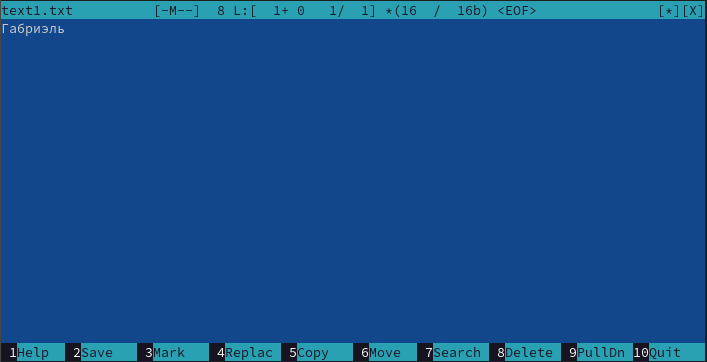 text1.txt [-M--] 8 L:[ 1+ 0 1/ 1] *(16 / 16b) <EOF> [*][X]
Габриэль
1Help 2Save 3Mark 4Replac 5Copy 6Move 7Search 8Delete 9PullDn 10Quit